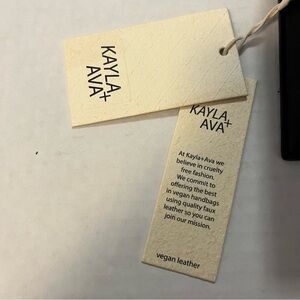 KAYLA+
AVA
KAYLA+
AVA
At Kayla+Ava we
believe in cruelty
free fashion.
We commit to
offering the best
in vegan handbags
using quality faux
leather so you can
join our mission.
vegan leather